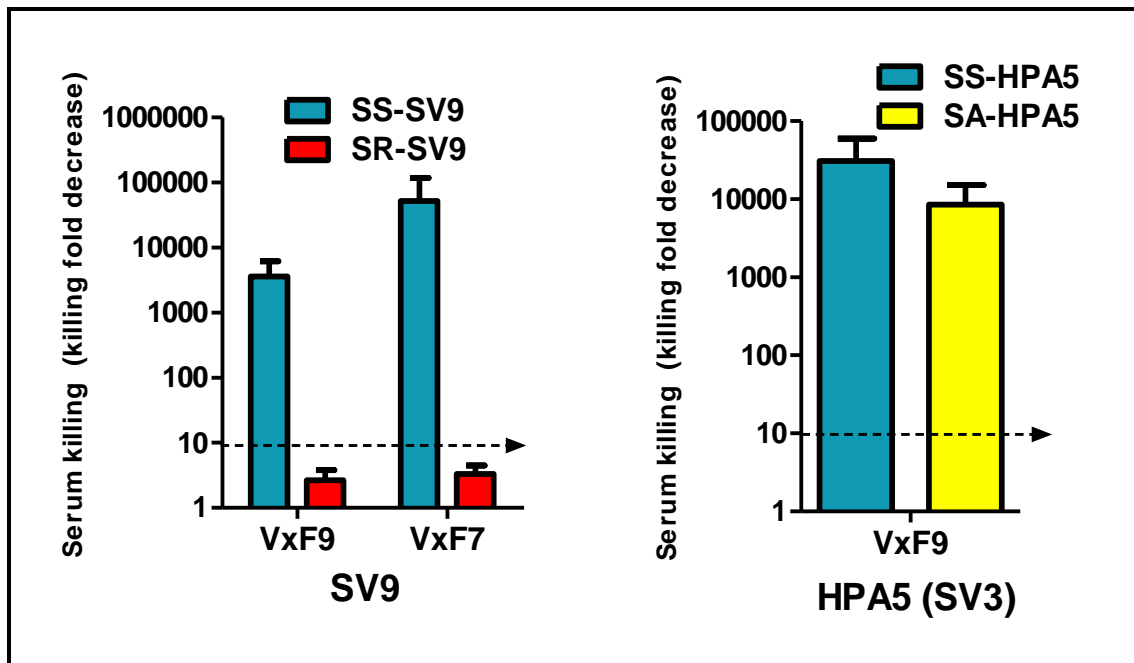 Serum killing (killing fold decrease)
SS-SV9
SR-SV9
1000000
100000
10000
1000
100
10
1
VxF9 VxF7
SV9
Serum killing (killing fold decrease)
SS-HPA5
SA-HPA5
100000
10000
1000
100
10
1
VxF9
HPA5 (SV3)